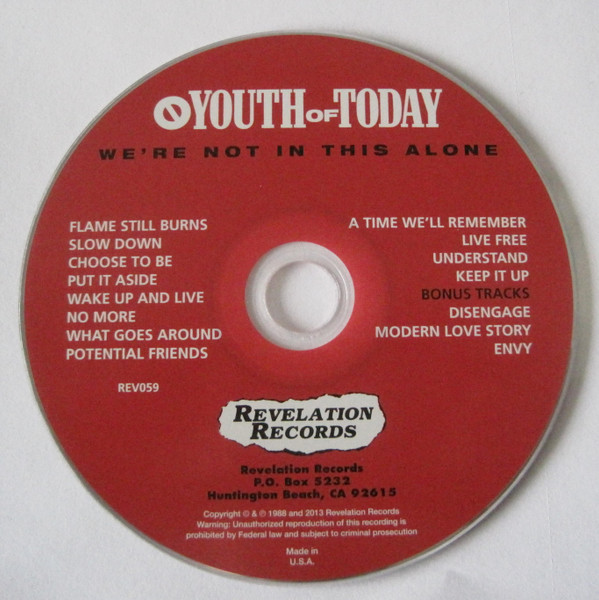 YOUTH OF TODAY
WE'RE NOT IN THIS ALONE
FLAME STILL BURNS
SLOW DOWN
CHOOSE TO BE
PUT IT ASIDE
WAKE UP AND LIVE
NO MORE
WHAT GOES AROUND
POTENTIAL FRIENDS
A TIME WE'LL REMEMBER
LIVE FREE
UNDERSTAND
KEEP IT UP
BONUS TRACKS
DISENGAGE
MODERN LOVE STORY
ENVY
REV059
REVELATION
RECORDS
Revelation Records
P.O. Box 5232
Huntington Beach, CA 92615
Copyright © & ℗ 1988 and 2013 Revelation Records
Warning: Unauthorized reproduction of this recording is
prohibited by Federal law and subject to criminal prosecution
Made in
U.S.A.